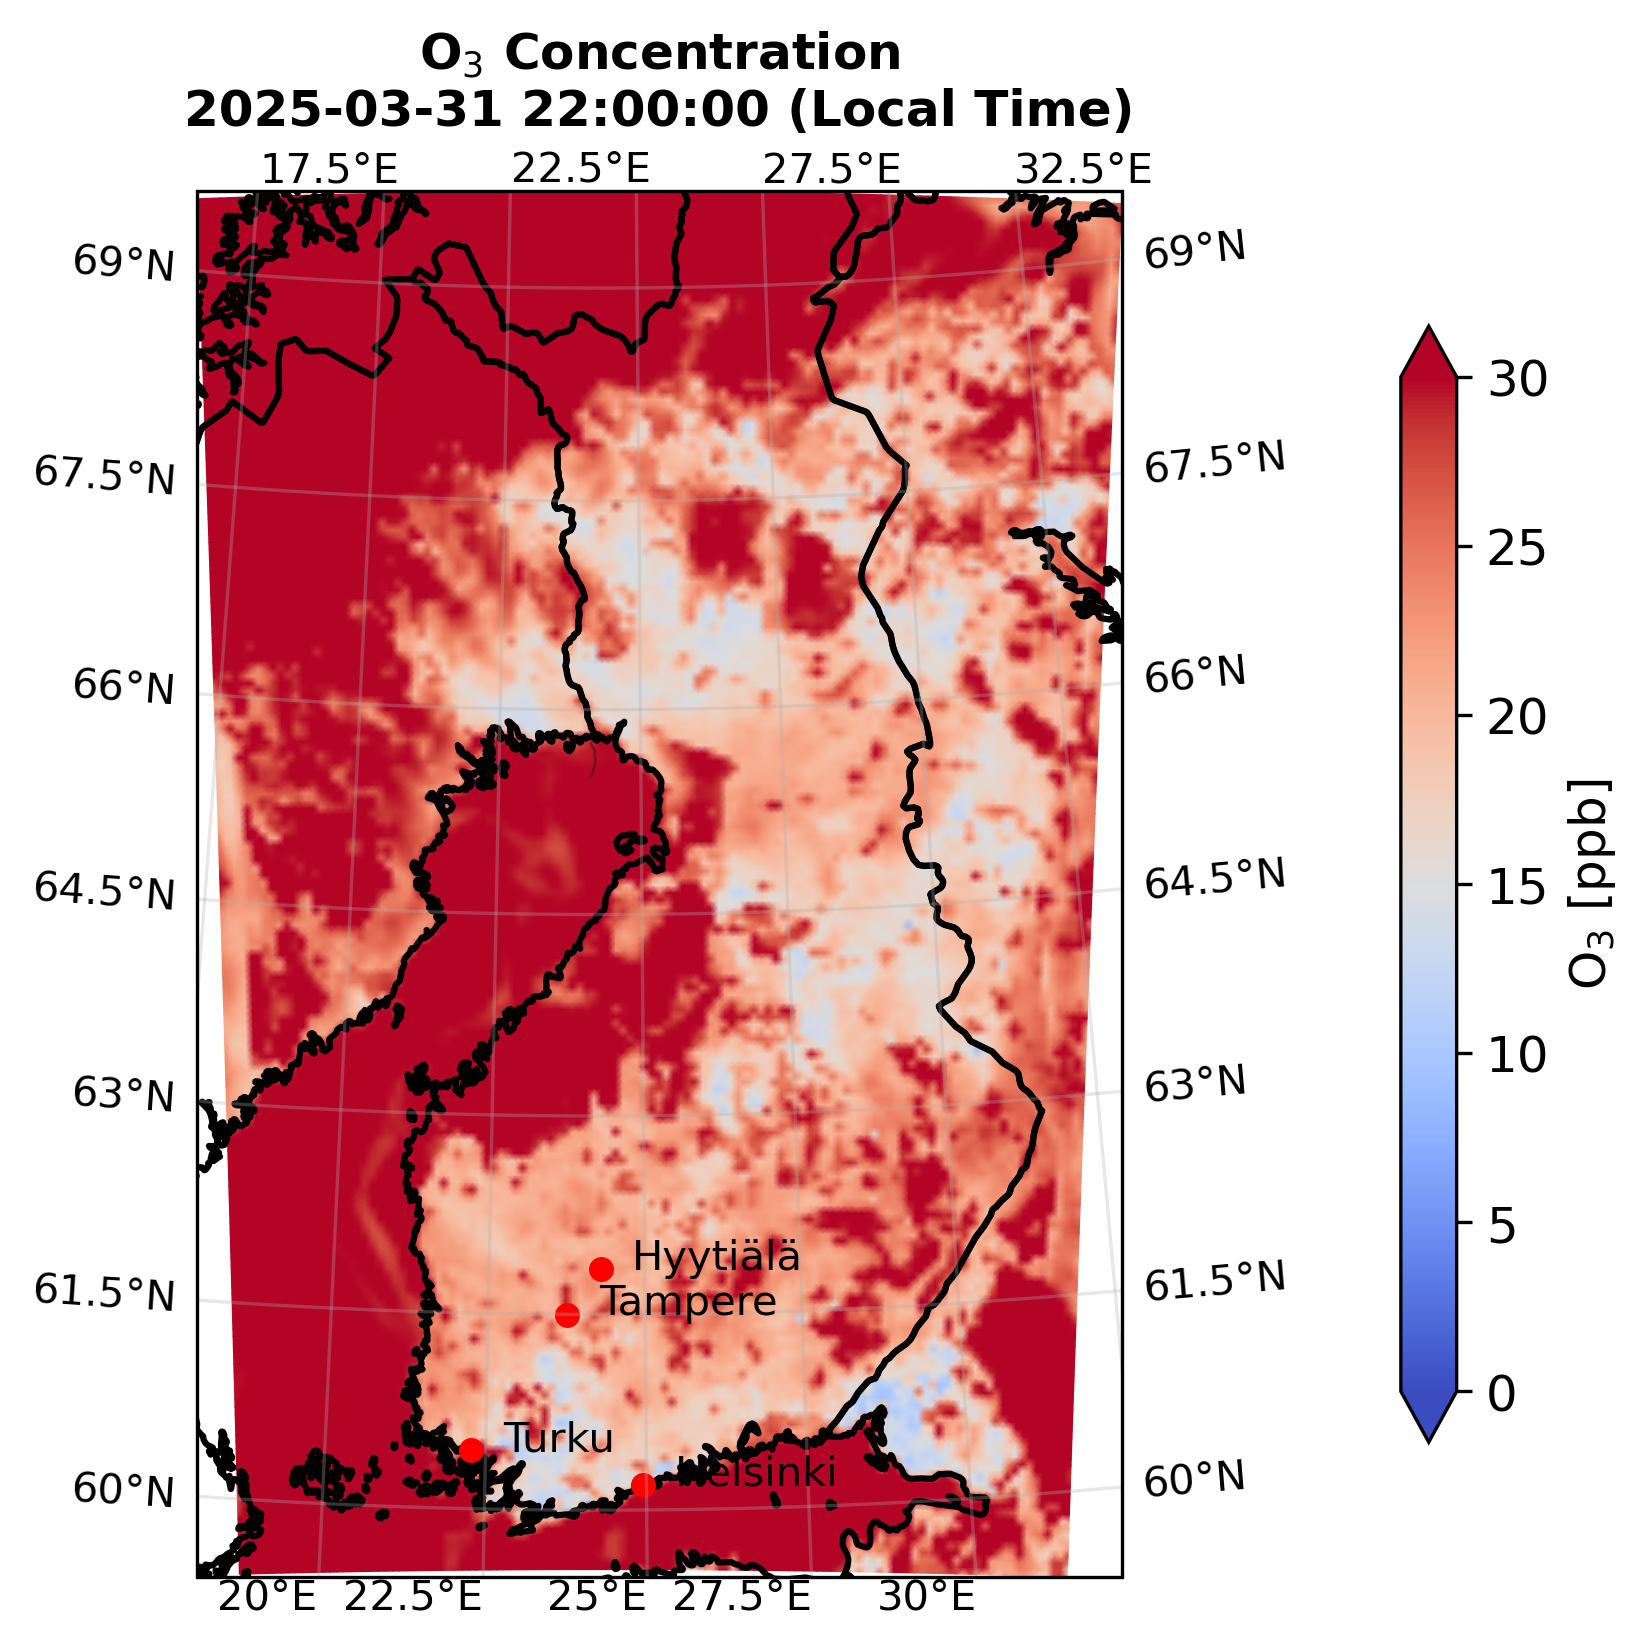 O₃ Concentration
2025-03-31 22:00:00 (Local Time)
17.5°E 22.5°E 27.5°E 32.5°E
69°N 69°N
67.5°N 67.5°N
66°N 66°N
64.5°N 64.5°N
63°N 63°N
61.5°N 61.5°N
60°N 60°N
Hyytiälä
Tampere
Turku
Helsinki
20°E 22.5°E 25°E 27.5°E 30°E
30
25
20
15
10
5
0
O₃ [ppb]